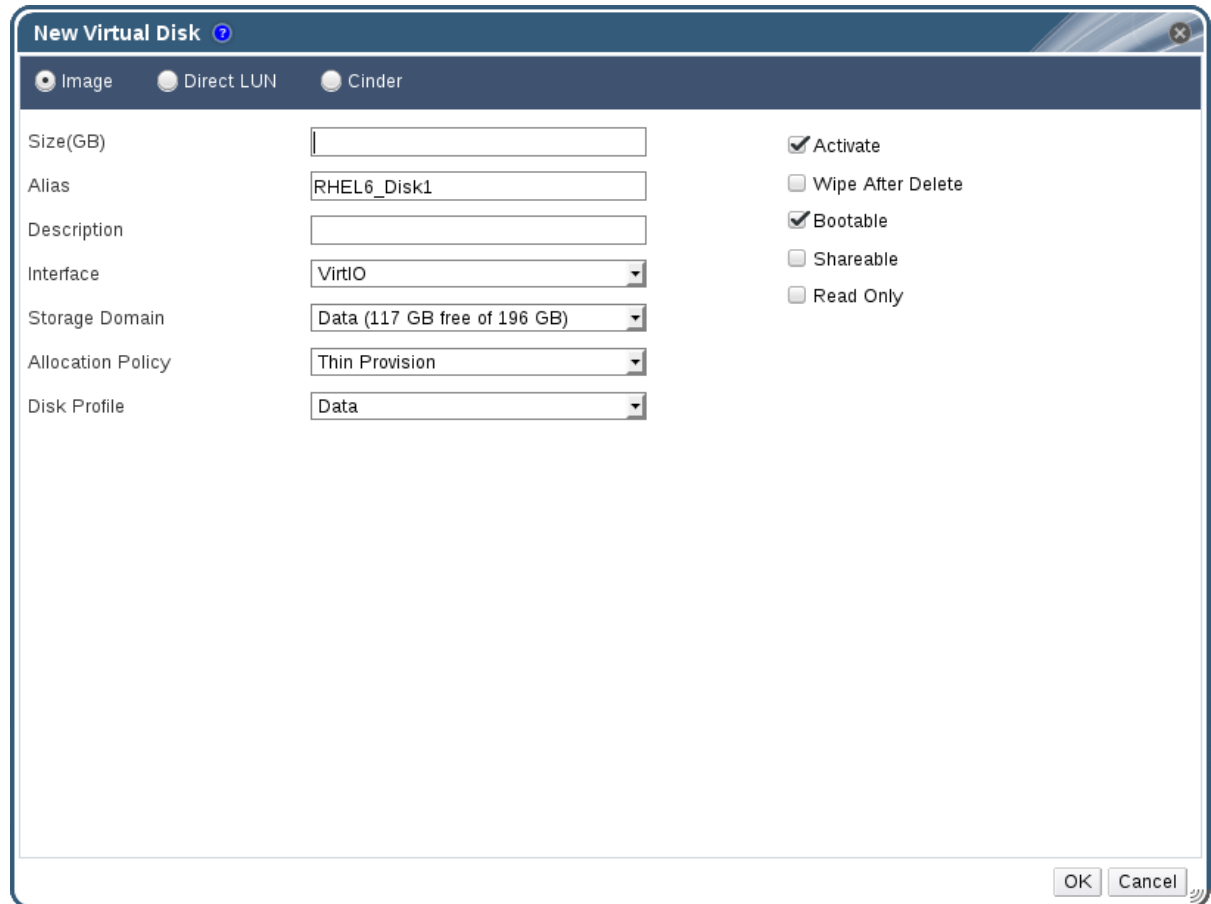 New Virtual Disk ?
Image Direct LUN Cinder
Size(GB)
Alias RHEL6_Disk1
Description
Interface VirtIO
Storage Domain Data (117 GB free of 196 GB)
Allocation Policy Thin Provision
Disk Profile Data
Activate
Wipe After Delete
Bootable
Shareable
Read Only
OK Cancel